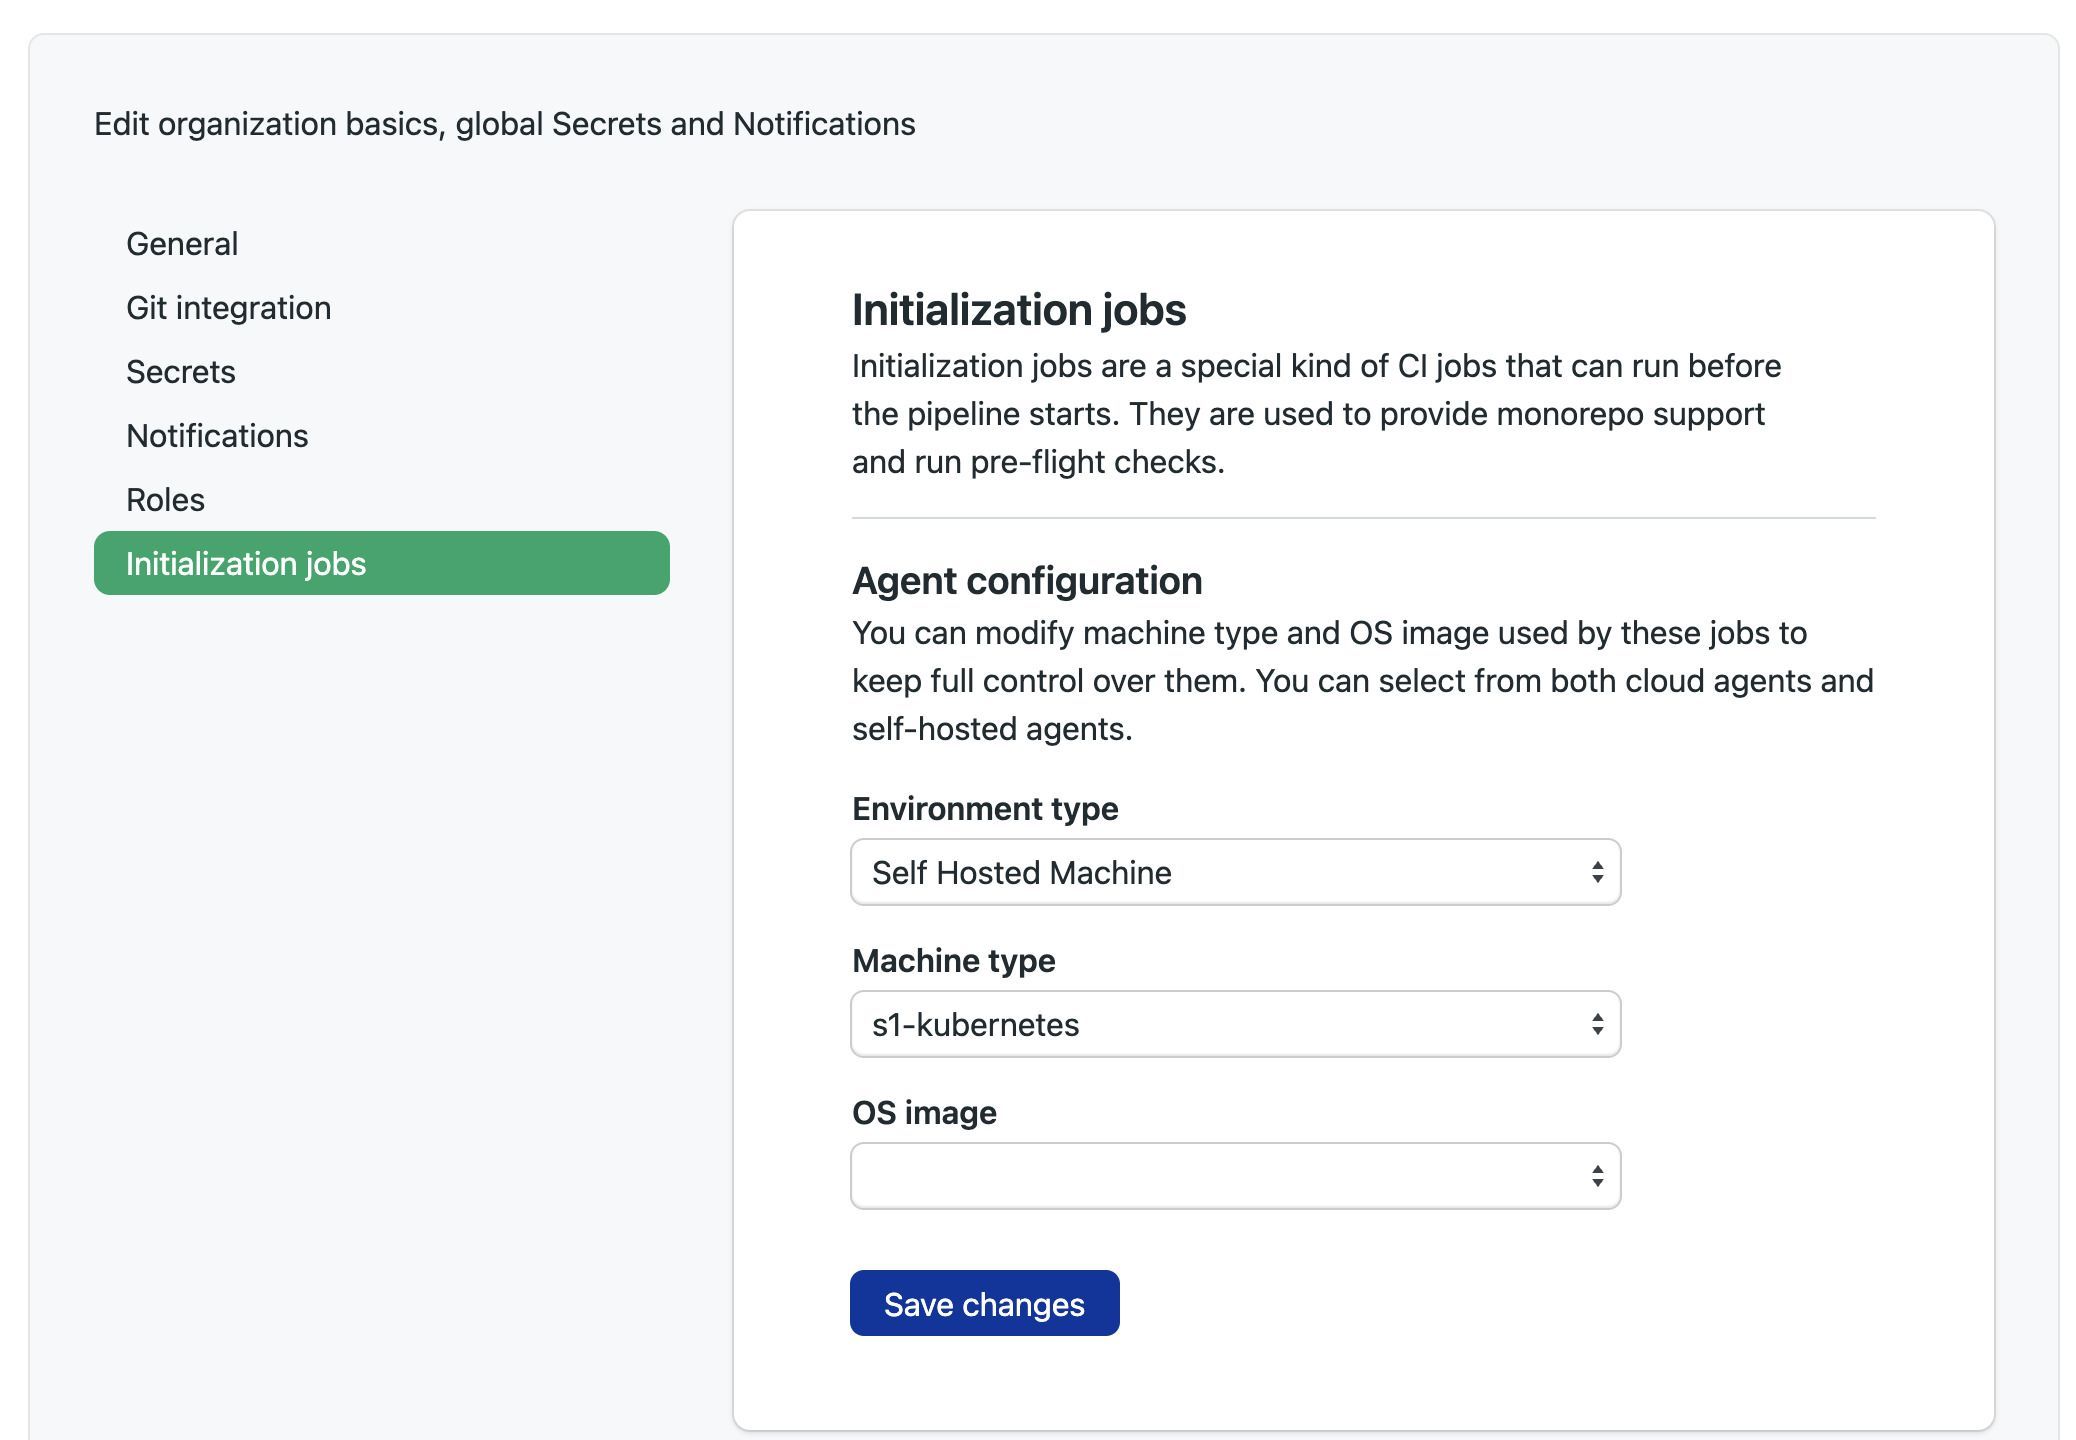 Edit organization basics, global Secrets and Notifications
General
Git integration
Secrets
Notifications
Roles
Initialization jobs
Initialization jobs
Initialization jobs are a special kind of CI jobs that can run before
the pipeline starts. They are used to provide monorepo support
and run pre-flight checks.
Agent configuration
You can modify machine type and OS image used by these jobs to
keep full control over them. You can select from both cloud agents and
self-hosted agents.
Environment type
Self Hosted Machine
Machine type
s1-kubernetes
OS image
Save changes